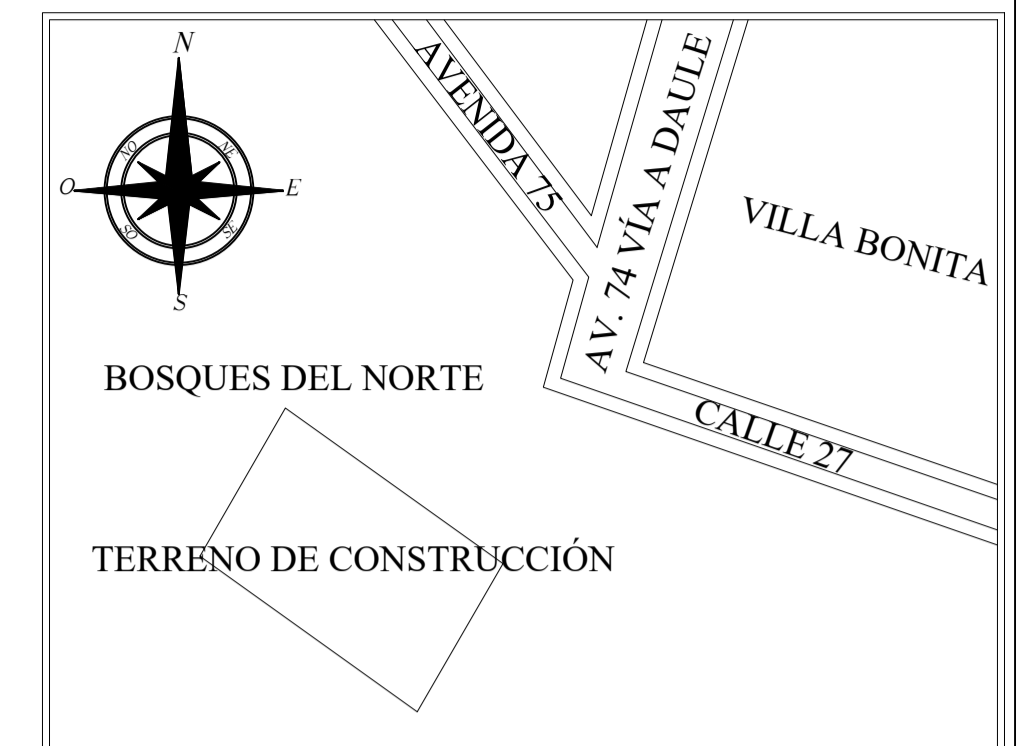 N
NO
NE
O
E
SO
SE
S
AVENIDA 75
AV. 74 VÍA A DAULE
VILLA BONITA
BOSQUES DEL NORTE
CALLE 27
TERRENO DE CONSTRUCCIÓN